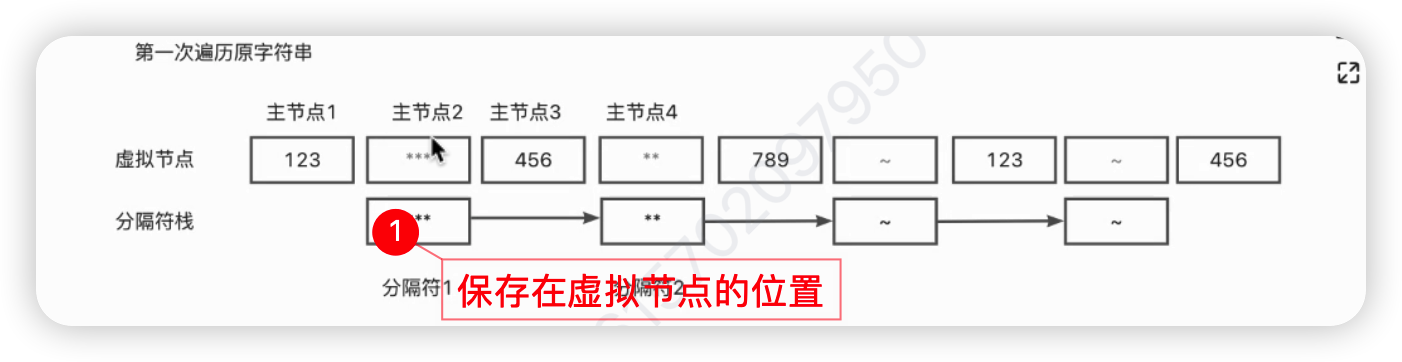 第一次遍历原字符串
主节点1 主节点2 主节点3 主节点4
虚拟节点 123 *** 456 ** 789 ~ 123 ~ 456
分隔符栈 ** ** ~ ~
1
分隔符1 分隔符2
保存在虚拟节点的位置